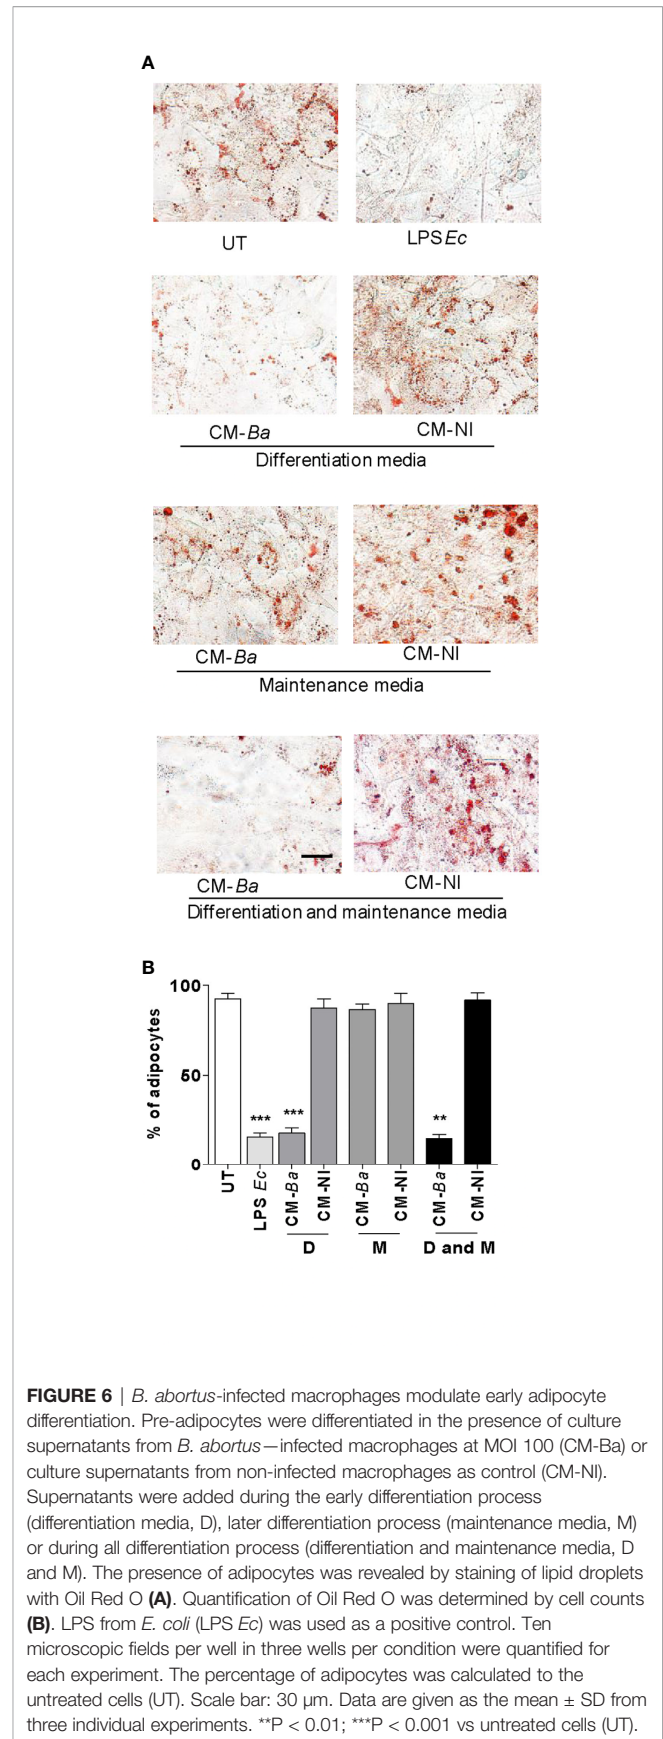 A
UT
LPS Ec
CM-Ba
CM-NI
Differentiation media
CM-Ba
CM-NI
Maintenance media
CM-Ba
CM-NI
Differentiation and maintenance media
B
% of adipocytes
100
50
0
***
***
**
UT
LPS Ec
CM-Ba
CM-NI
CM-Ba
CM-NI
CM-Ba
CM-NI
D
M
D and M
FIGURE 6 | B. abortus-infected macrophages modulate early adipocyte
differentiation. Pre-adipocytes were differentiated in the presence of culture
supernatants from B. abortus—infected macrophages at MOI 100 (CM-Ba) or
culture supernatants from non-infected macrophages as control (CM-NI).
Supernatants were added during the early differentiation process
(differentiation media, D), later differentiation process (maintenance media, M)
or during all differentiation process (differentiation and maintenance media, D
and M). The presence of adipocytes was revealed by staining of lipid droplets
with Oil Red O (A). Quantification of Oil Red O was determined by cell counts
(B). LPS from E. coli (LPS Ec) was used as a positive control. Ten
microscopic fields per well in three wells per condition were quantified for
each experiment. The percentage of adipocytes was calculated to the
untreated cells (UT). Scale bar: 30 μm. Data are given as the mean ± SD from
three individual experiments. **P < 0.01; ***P < 0.001 vs untreated cells (UT).